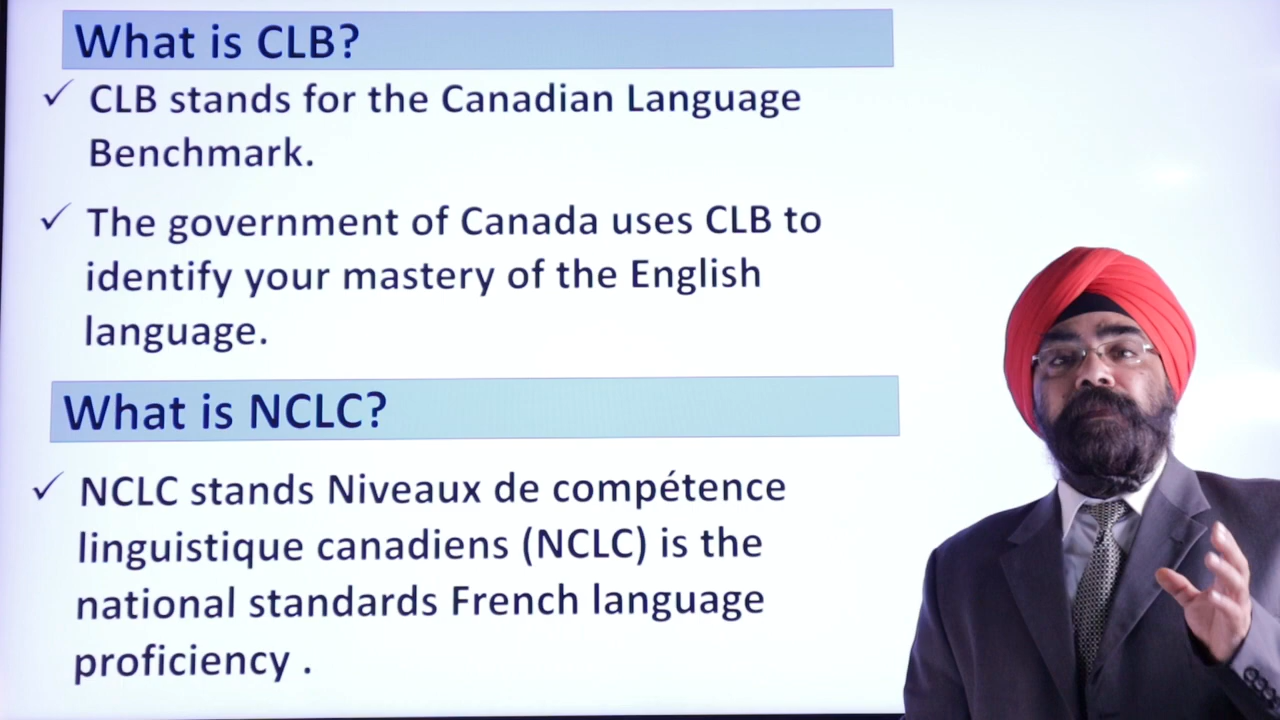 What is CLB?
✓ CLB stands for the Canadian Language
Benchmark.
✓ The government of Canada uses CLB to
identify your mastery of the English
language.
What is NCLC?
✓ NCLC stands Niveaux de compétence
linguistique canadiens (NCLC) is the
national standards French language
proficiency .